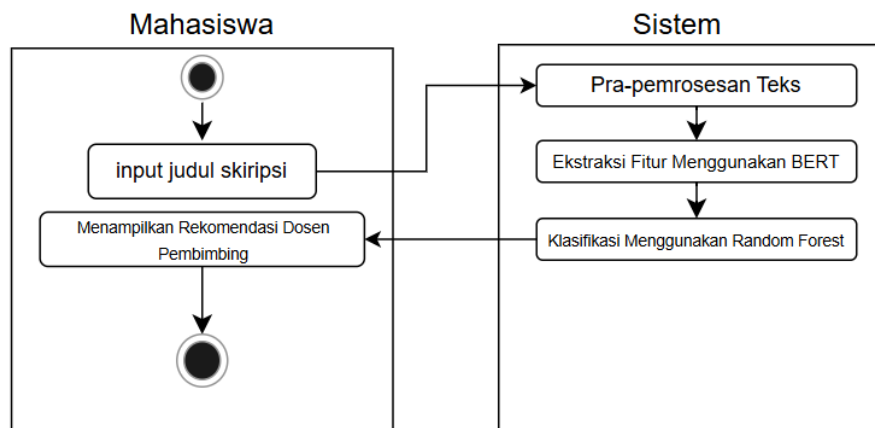 Mahasiswa
Sistem
input judul skiripsi
Menampilkan Rekomendasi Dosen
Pembimbing
Pra-pemrosesan Teks
Ekstraksi Fitur Menggunakan BERT
Klasifikasi Menggunakan Random Forest